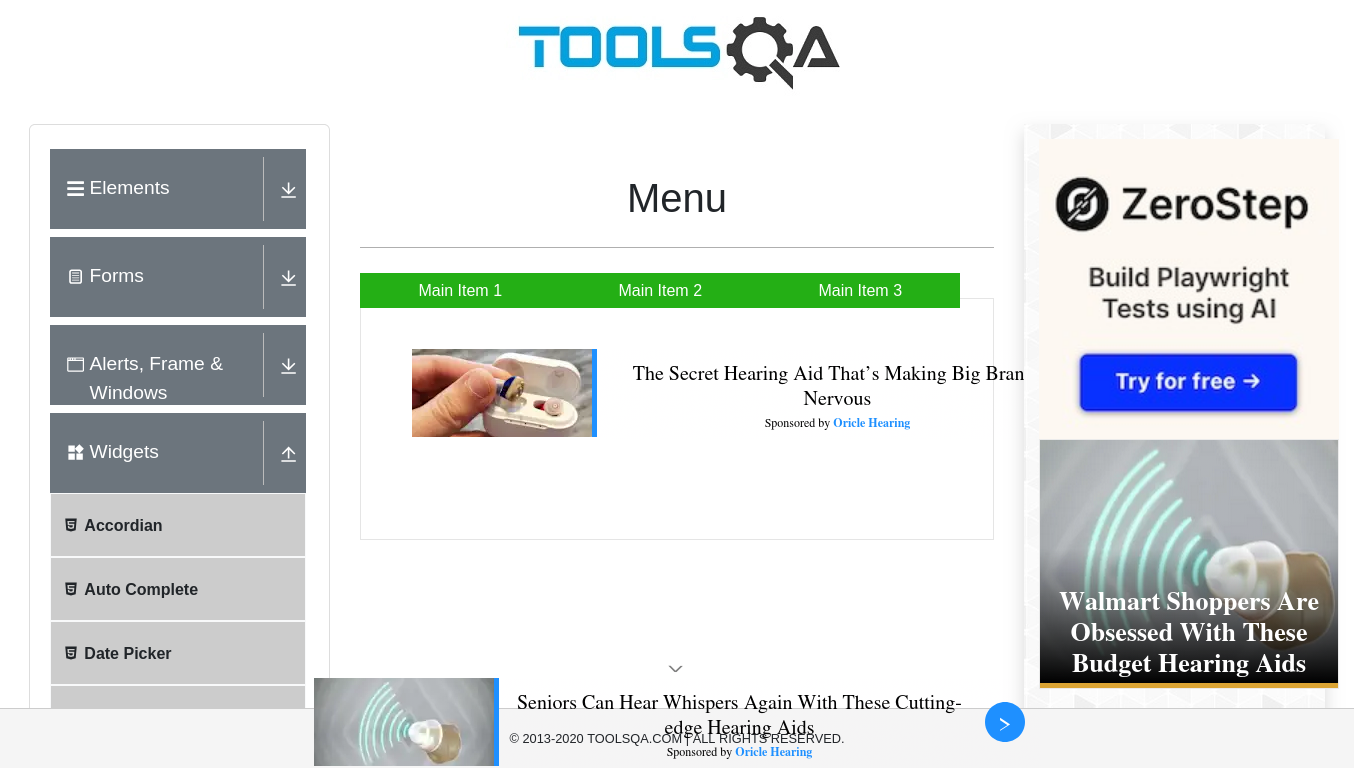 TOOLSQA
Elements
Forms
Alerts, Frame &
Windows
Widgets
Accordian
Auto Complete
Date Picker
Menu
Main Item 1
Main Item 2
Main Item 3
The Secret Hearing Aid That's Making Big Bran
Nervous
Sponsored by Oricle Hearing
ZeroStep
Build Playwright
Tests using AI
Try for free →
Walmart Shoppers Are
Obsessed With These
Budget Hearing Aids
Seniors Can Hear Whispers Again With These Cutting-
edge Hearing Aids
© 2013-2020 TOOLSQA.COM | ALL RIGHTS RESERVED.
Sponsored by Oricle Hearing